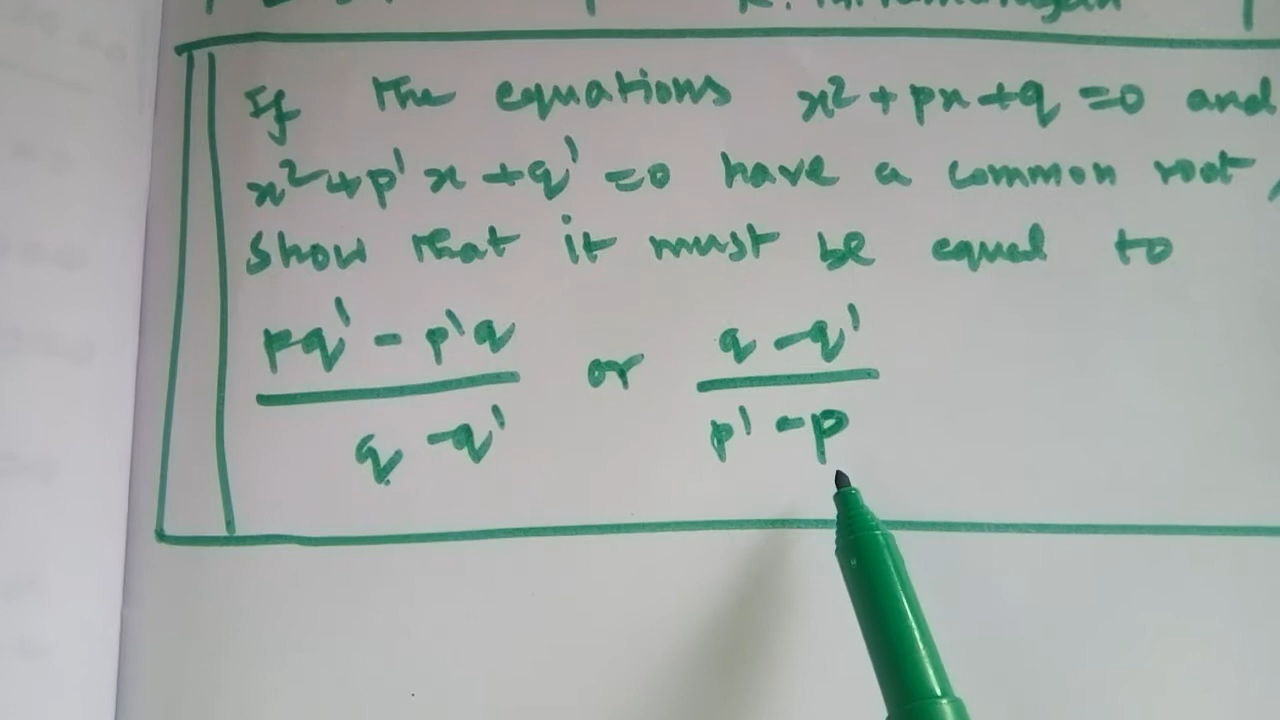 If the equations x² + px + q = 0 and
x² + p' x + q' = 0 have a common root,
show that it must be equal to
pq' - p'q / q - q' or q - q' / p' - p